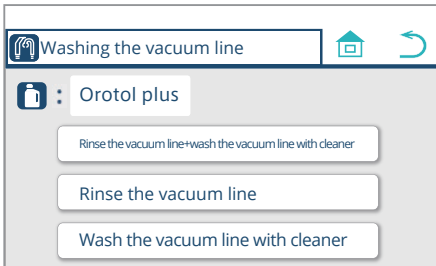 Washing the vacuum line
: Orotol plus
Rinse the vacuum line+wash the vacuum line with cleaner
Rinse the vacuum line
Wash the vacuum line with cleaner